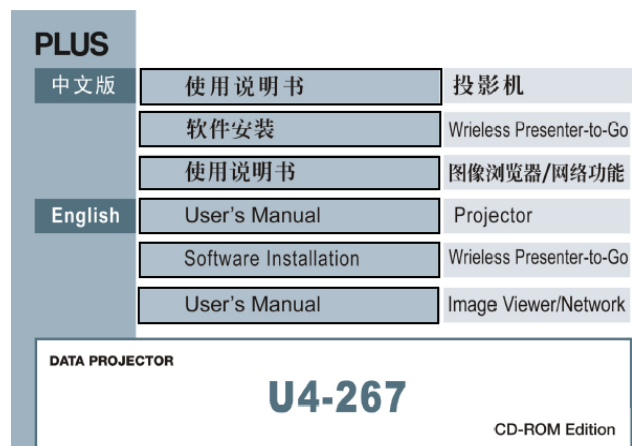 PLUS
中文版 使用说明书 投影机
软件安装 Wrieless Presenter-to-Go
使用说明书 图像浏览器/网络功能
English User's Manual Projector
Software Installation Wrieless Presenter-to-Go
User's Manual Image Viewer/Network
DATA PROJECTOR
U4-267
CD-ROM Edition